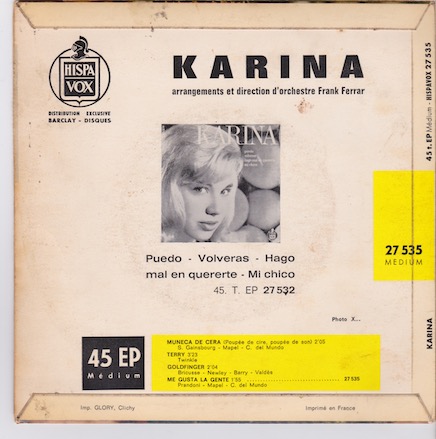 HISPA
VOX
DISTRIBUTION EXCLUSIVE
BARCLAY - DISQUES
KARINA
arrangements et direction d'orchestre Frank Ferrar
45 t. EP Médium - HISPAVOX 27 535
KARINA
Puedo - Volveras - Hago
mal en quererte - Mi chico
45. T. EP 27532
27 535
MEDIUM
Photo X...
KARINA
45 EP
Médium
MUNECA DE CERA (Poupée de cire, poupée de son) 2'05
S. Gainsbourg - Mapel - C. del Mundo
TERRY 3'23
Twinkle
GOLDFINGER 3'04
Bricusse - Newley - Barry - Valdès
ME GUSTA LA GENTE 1'55 27 535
Prandoni - Mapel - C. del Mundo
Imp. GLORY, Clichy
Imprimé en France